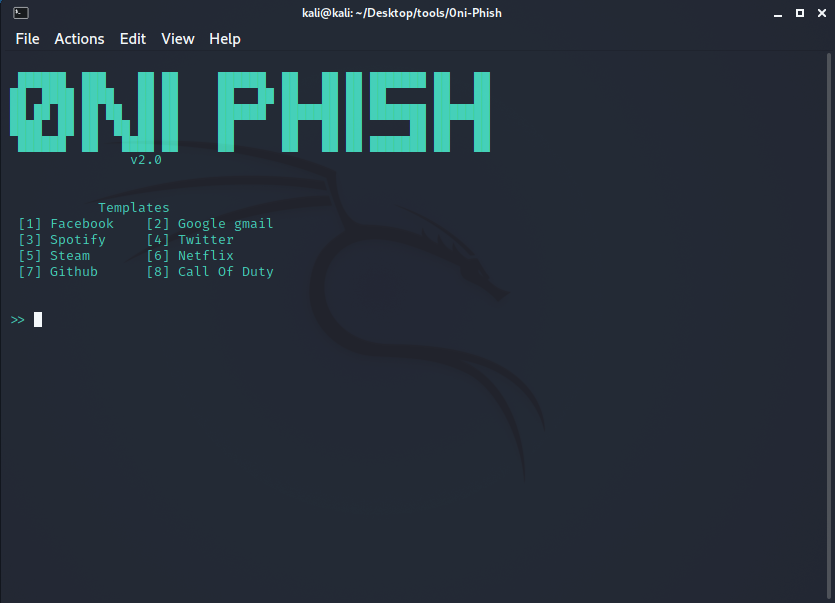 kali@kali: ~/Desktop/tools/0ni-Phish
File Actions Edit View Help
0NI PHISH
v2.0
Templates
[1] Facebook [2] Google gmail
[3] Spotify [4] Twitter
[5] Steam [6] Netflix
[7] Github [8] Call Of Duty
>>